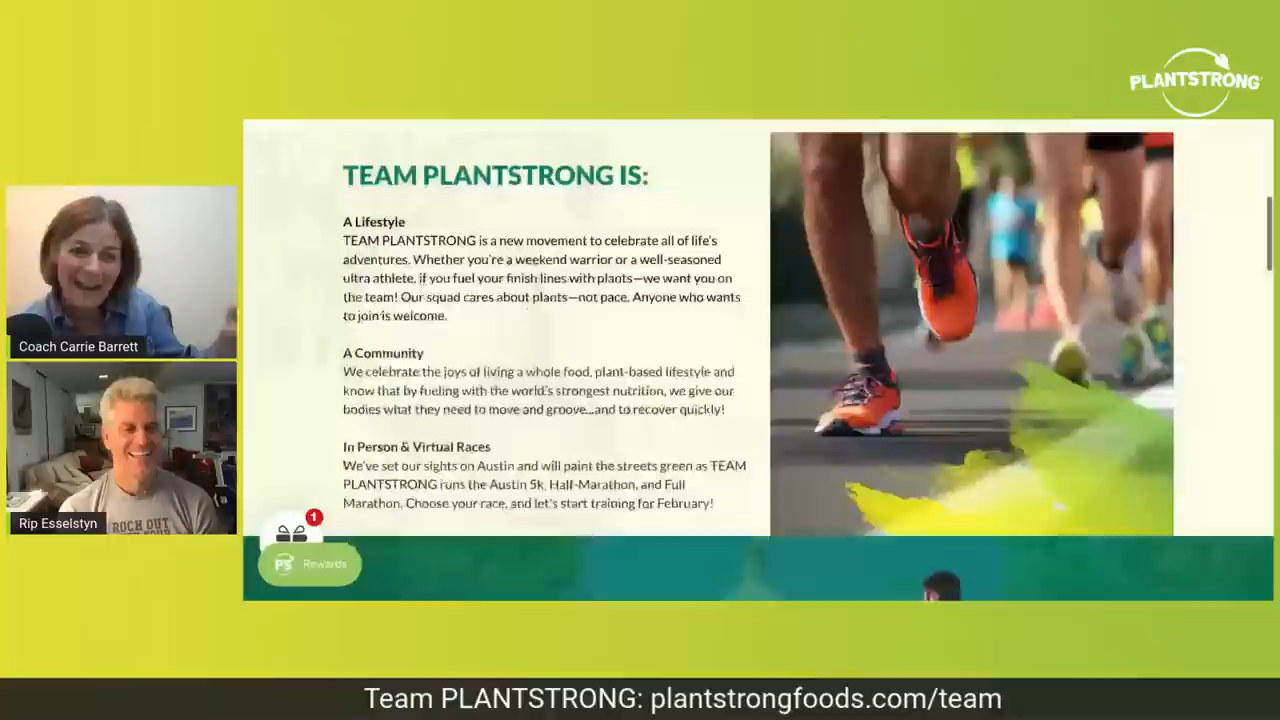 PLANTSTRONG
TEAM PLANTSTRONG IS:
A Lifestyle
TEAM PLANTSTRONG is a new movement to celebrate all of life's
adventures. Whether you're a weekend warrior or a well-seasoned
ultra athlete, if you fuel your finish lines with plants—we want you on
the team! Our squad cares about plants—not pace. Anyone who wants
to join is welcome.
A Community
We celebrate the joys of living a whole food, plant-based lifestyle and
know that by fueling with the world's strongest nutrition, we give our
bodies what they need to move and groove...and to recover quickly!
In Person & Virtual Races
We've set our sights on Austin and will paint the streets green as TEAM
PLANTSTRONG runs the Austin 5k, Half-Marathon, and Full
Marathon. Choose your race, and let's start training for February!
Coach Carrie Barrett
ROCH OUT
Rip Esselstyn
1
PS
Rewards
Team PLANTSTRONG: plantstrongfoods.com/team